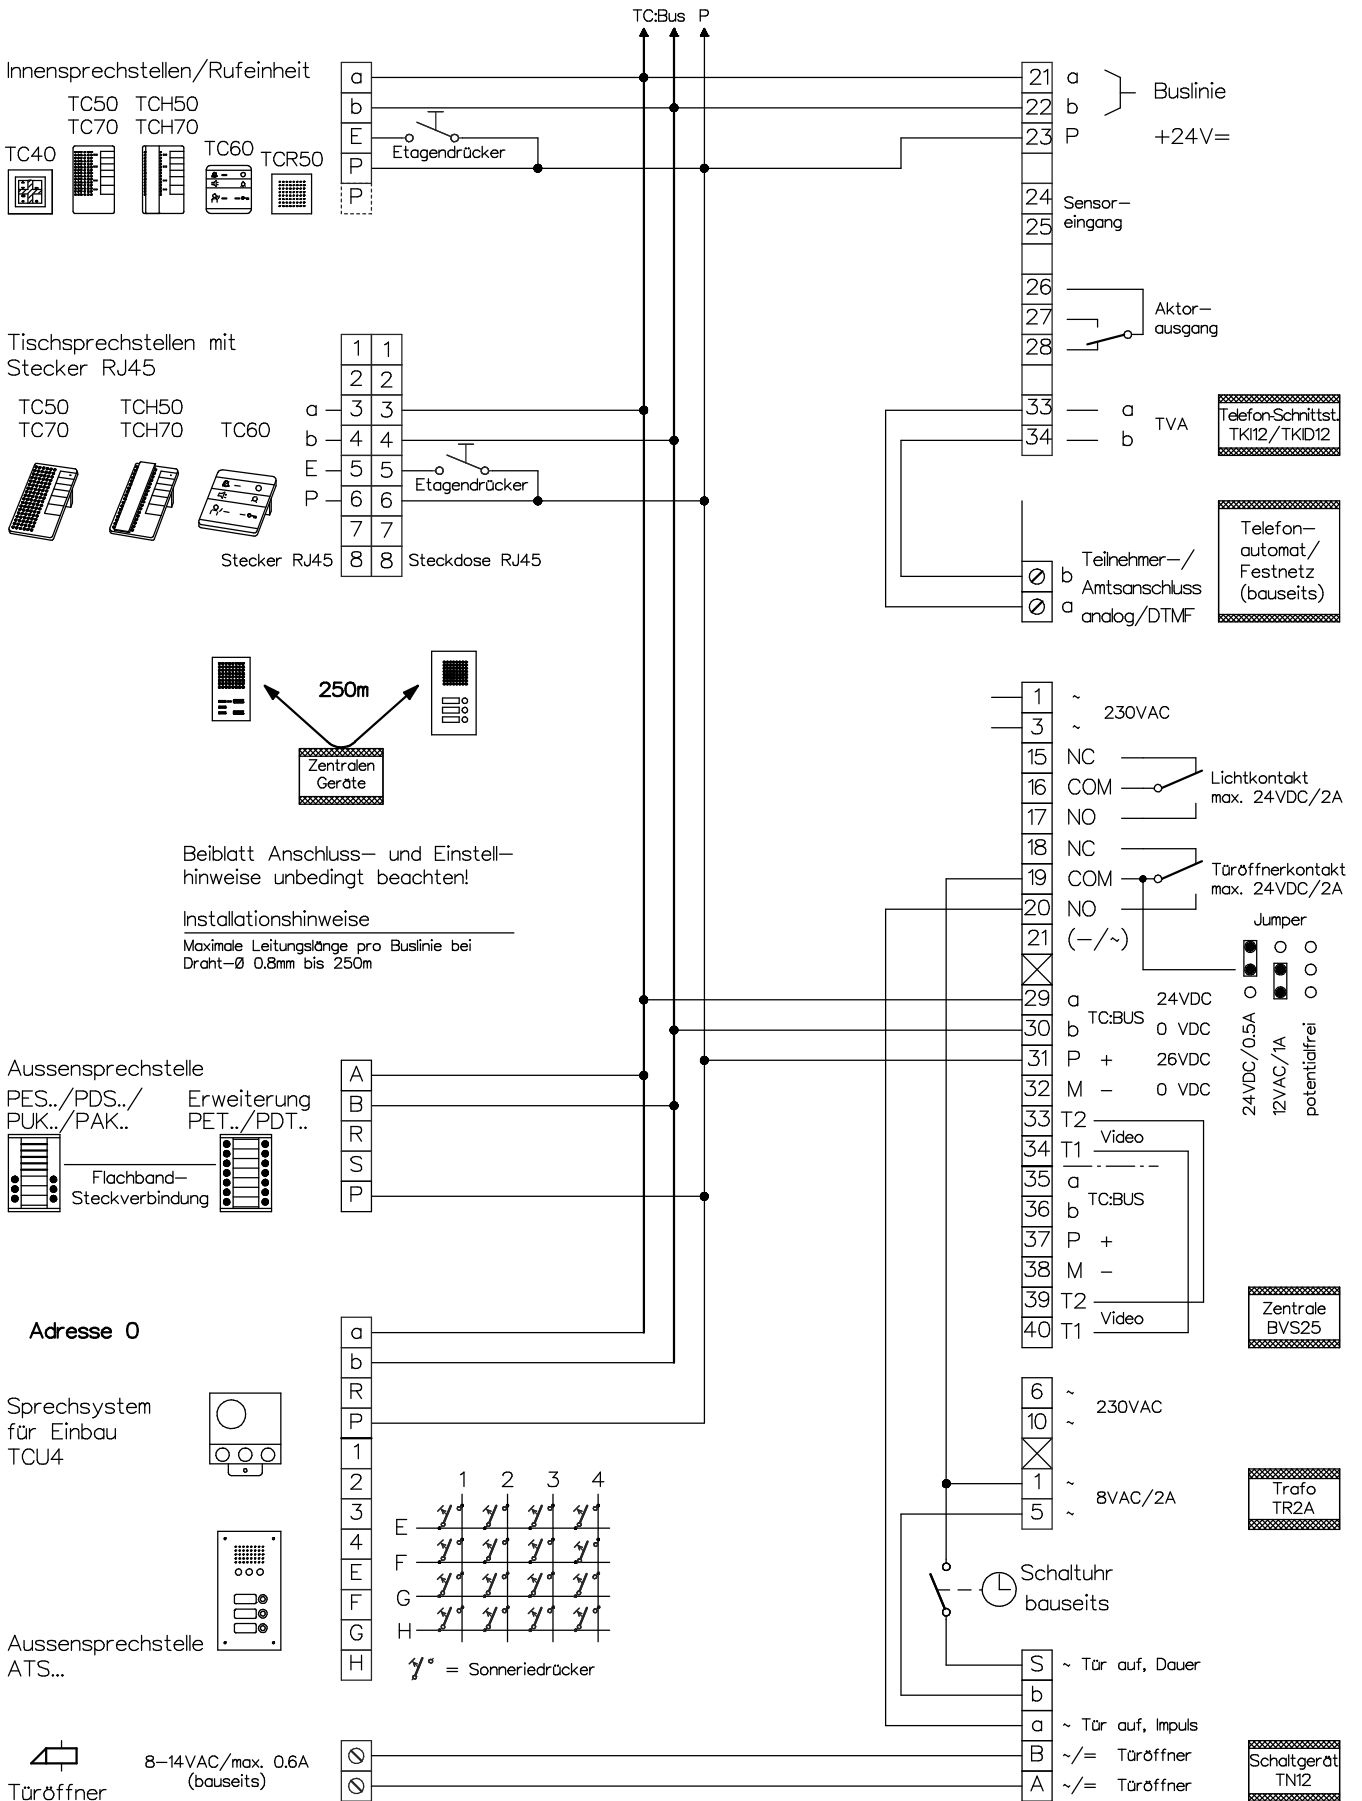 TC:Bus P
Innensprechstellen/Rufeinheit
TC50 TCH50
TC70 TCH70
TC40
TC60
TCR50
a
b
E
P
P
Etagendrücker
21 a
22 b
Buslinie
23 P +24V=
24
25
Sensor–
eingang
26
27
28
Aktor–
ausgang
33 a
34 b
TVA
Telefon-Schnittst.
TKI12/TKID12
Tischsprechstellen mit
Stecker RJ45
TC50 TCH50
TC70 TCH70 TC60
1 1
2 2
a 3 3
b 4 4
E 5 5
P 6 6
7 7
8 8
Etagendrücker
Stecker RJ45
Steckdose RJ45
b
a
Teilnehmer–/
Amtsanschluss
analog/DTMF
Telefon–
automat/
Festnetz
(bauseits)
250m
Zentralen
Geräte
Beiblatt Anschluss– und Einstell–
hinweise unbedingt beachten!
Installationshinweise
Maximale Leitungslänge pro Buslinie bei
Draht–Ø 0.8mm bis 250m
1 ~
3 ~
230VAC
15 NC
16 COM
17 NO
Lichtkontakt
max. 24VDC/2A
18 NC
19 COM
20 NO
Türöffnerkontakt
max. 24VDC/2A
21 (–/~)
Jumper
24VDC/0.5A
12VAC/1A
potentialfrei
29 a 24VDC
TC:BUS
30 b 0 VDC
31 P + 26VDC
32 M – 0 VDC
33 T2
Video
34 T1
35 a
TC:BUS
36 b
37 P +
38 M –
39 T2
Video
40 T1
Zentrale
BVS25
Aussensprechstelle
PES../PDS../
PUK../PAK..
Erweiterung
PET../PDT..
Flachband–
Steckverbindung
A
B
R
S
P
Adresse 0
Sprechsystem
für Einbau
TCU4
a
b
R
P
1
2
3
4
E
F
G
H
1 2 3 4
E
F
G
H
= Sonneriedrücker
Aussensprechstelle
ATS...
6 ~
10 ~
230VAC
1 ~
5 ~
8VAC/2A
Trafo
TR2A
Schaltuhr
bauseits
S ~ Tür auf, Dauer
b
a ~ Tür auf, Impuls
B ~/= Türöffner
A ~/= Türöffner
Schaltgerät
TN12
Türöffner
8–14VAC/max. 0.6A
(bauseits)